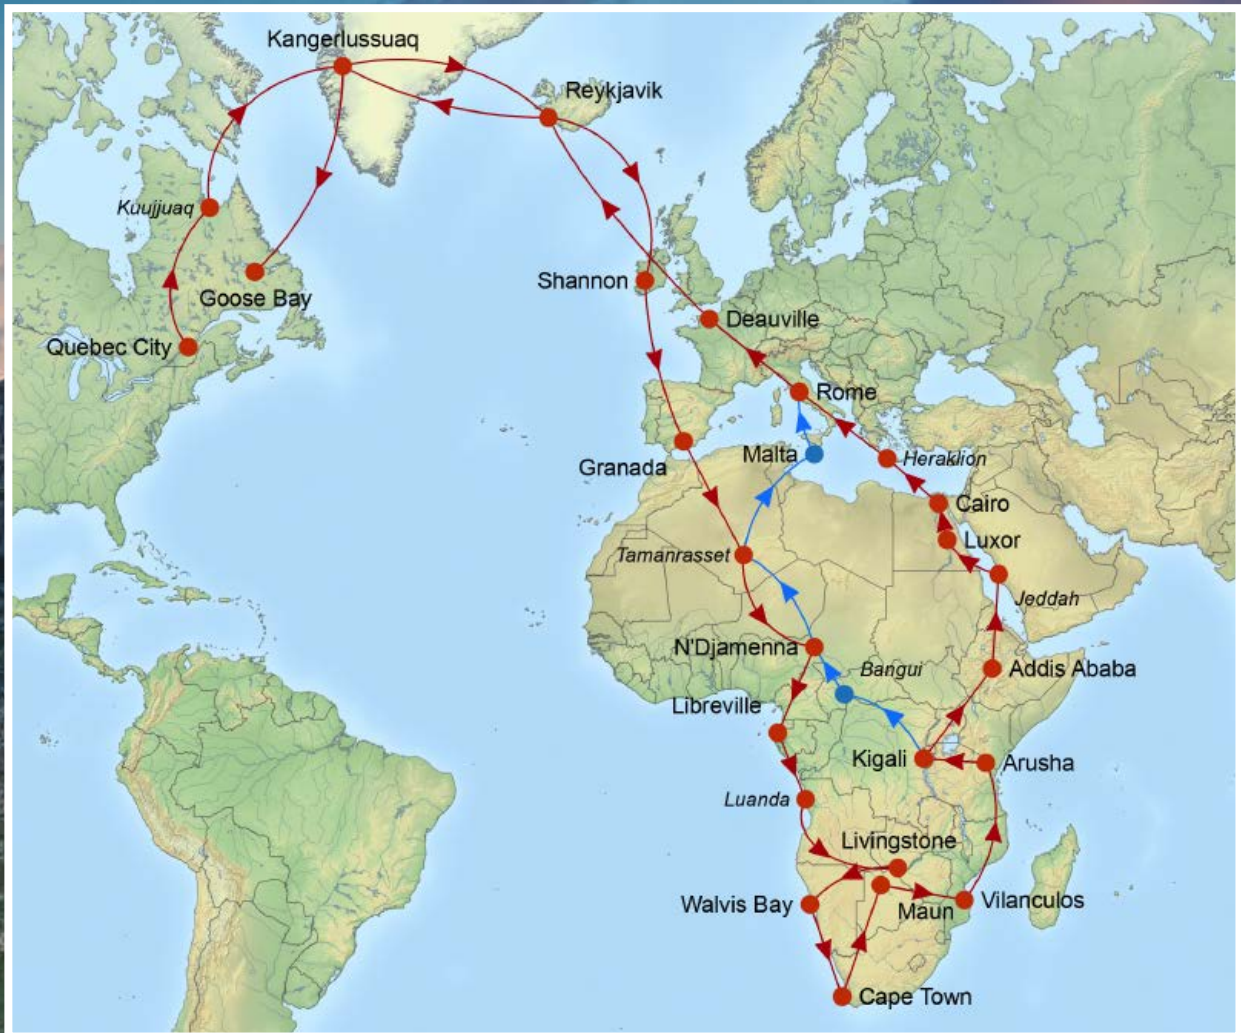 Kangerlussuaq
Reykjavik
Kuujjuaq
Shannon
Goose Bay
Deauville
Quebec City
Rome
Malta
Heraklion
Granada
Cairo
Luxor
Tamanrasset
Jeddah
N'Djamenna
Bangui
Addis Ababa
Libreville
Kigali
Arusha
Luanda
Livingstone
Walvis Bay
Maun
Vilanculos
Cape Town